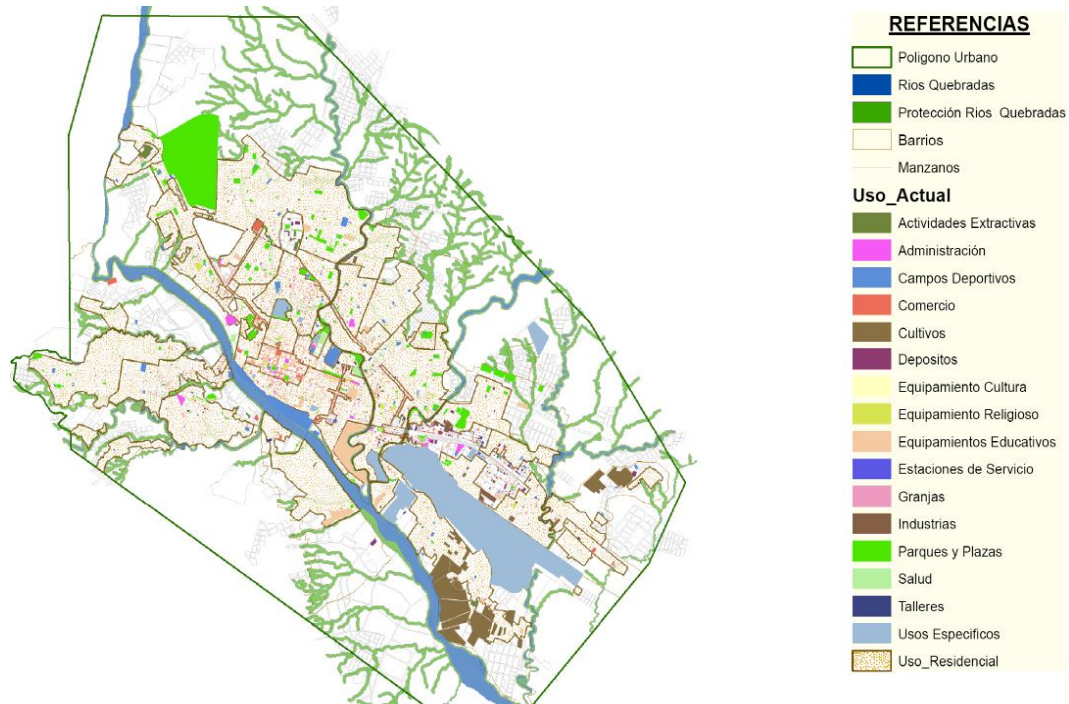 REFERENCIAS
Poligono Urbano
Rios Quebradas
Protección Rios Quebradas
Barrios
Manzanos
Uso_Actual
Actividades Extractivas
Administración
Campos Deportivos
Comercio
Cultivos
Depositos
Equipamiento Cultura
Equipamiento Religioso
Equipamientos Educativos
Estaciones de Servicio
Granjas
Industrias
Parques y Plazas
Salud
Talleres
Usos Especificos
Uso_Residencial